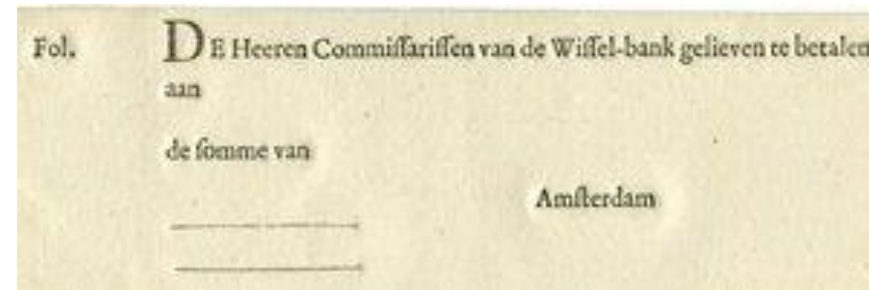 Fol. DE Heeren Commiſſariſſen van de Wiſſel-bank gelieven te betalen
aan
de ſomme van
Amſterdam